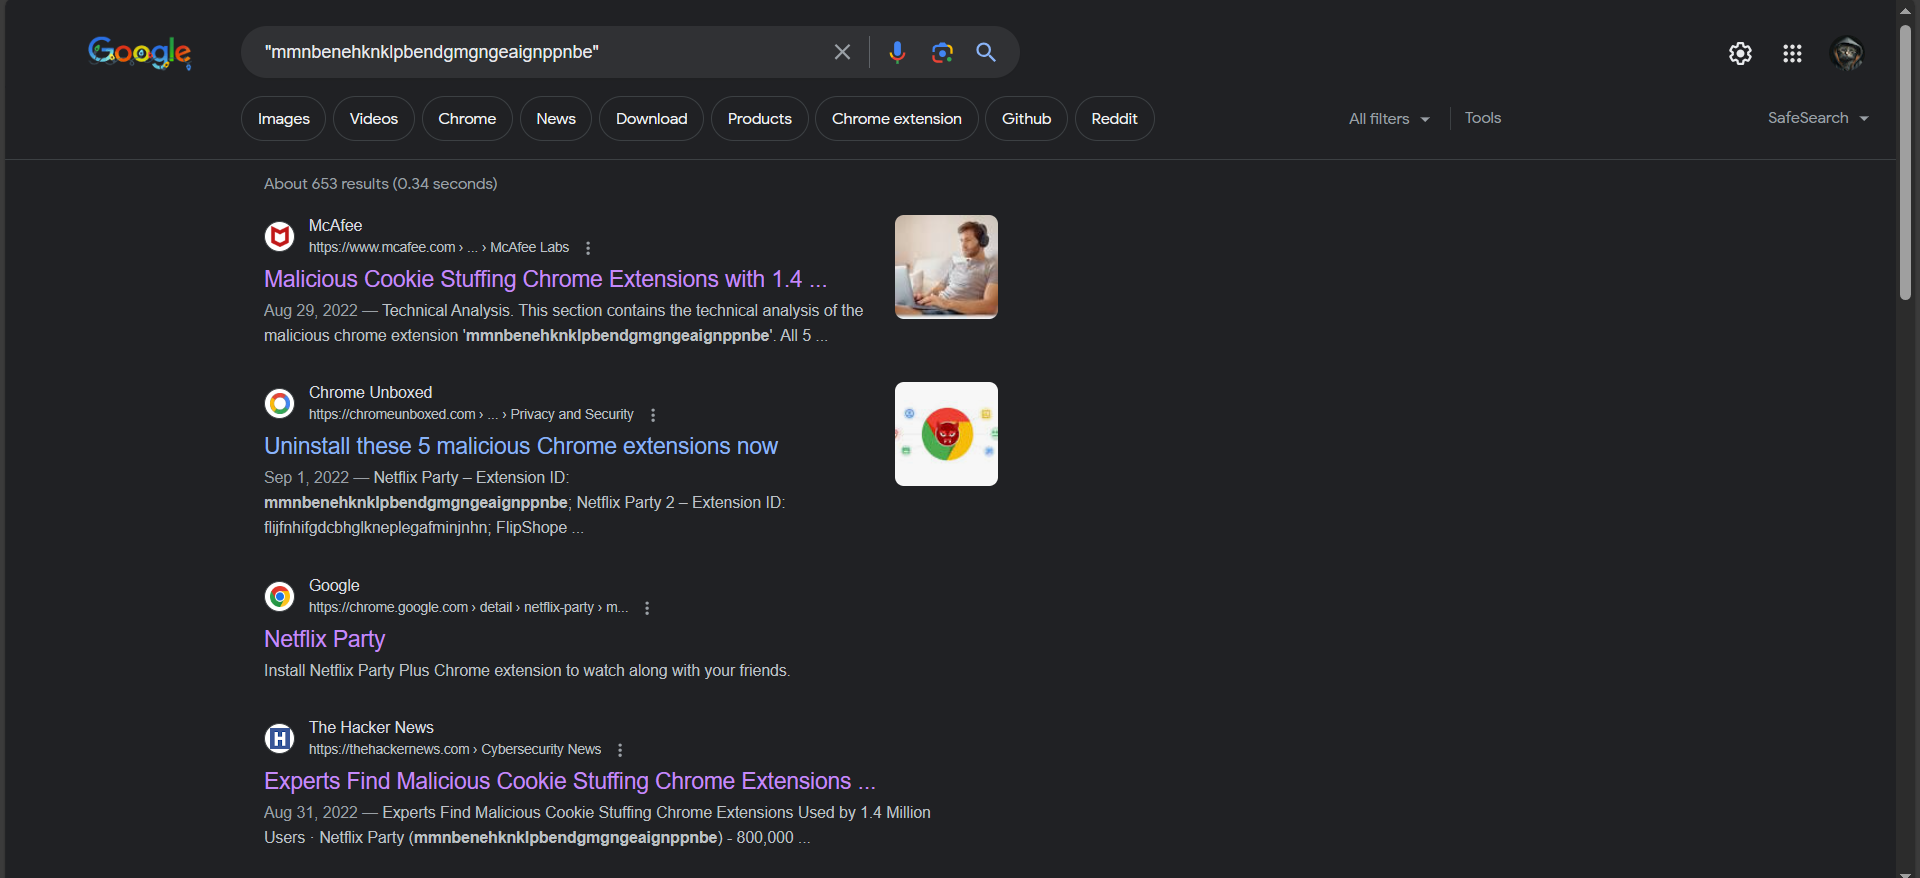 Google
"mmnbenehknklpbendgmgngeaignppnbe"
Images Videos Chrome News Download Products Chrome extension Github Reddit All filters Tools SafeSearch
About 653 results (0.34 seconds)
McAfee
https://www.mcafee.com › ... › McAfee Labs
Malicious Cookie Stuffing Chrome Extensions with 1.4 ...
Aug 29, 2022 — Technical Analysis. This section contains the technical analysis of the
malicious chrome extension 'mmnbenehknklpbendgmgngeaignppnbe'. All 5 ...
Chrome Unboxed
https://chromeunboxed.com › ... › Privacy and Security
Uninstall these 5 malicious Chrome extensions now
Sep 1, 2022 — Netflix Party – Extension ID:
mmnbenehknklpbendgmgngeaignppnbe; Netflix Party 2 – Extension ID:
flijfnhifgdcbhglkneplegafminjnhn; FlipShope ...
Google
https://chrome.google.com › detail › netflix-party › m...
Netflix Party
Install Netflix Party Plus Chrome extension to watch along with your friends.
The Hacker News
https://thehackernews.com › Cybersecurity News
Experts Find Malicious Cookie Stuffing Chrome Extensions ...
Aug 31, 2022 — Experts Find Malicious Cookie Stuffing Chrome Extensions Used by 1.4 Million
Users · Netflix Party (mmnbenehknklpbendgmgngeaignppnbe) - 800,000 ...